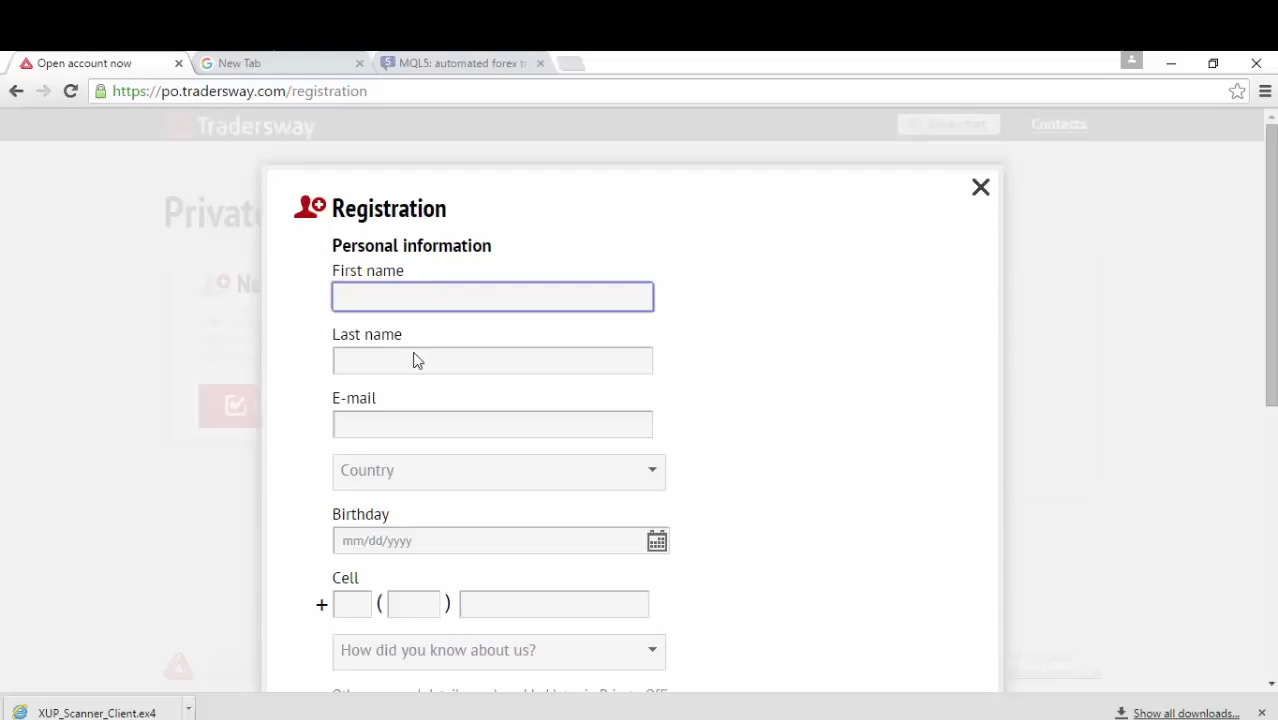 Open account now
New Tab
MQL5: automated forex tr
https://po.tradersway.com/registration
Tradersway
Contacts
Privat
Registration
Ne
Personal information
First name
Last name
E-mail
Country
Birthday
mm/dd/yyyy
Cell
+ ( )
How did you know about us?
XUP_Scanner_Client.ex4
Show all downloads...